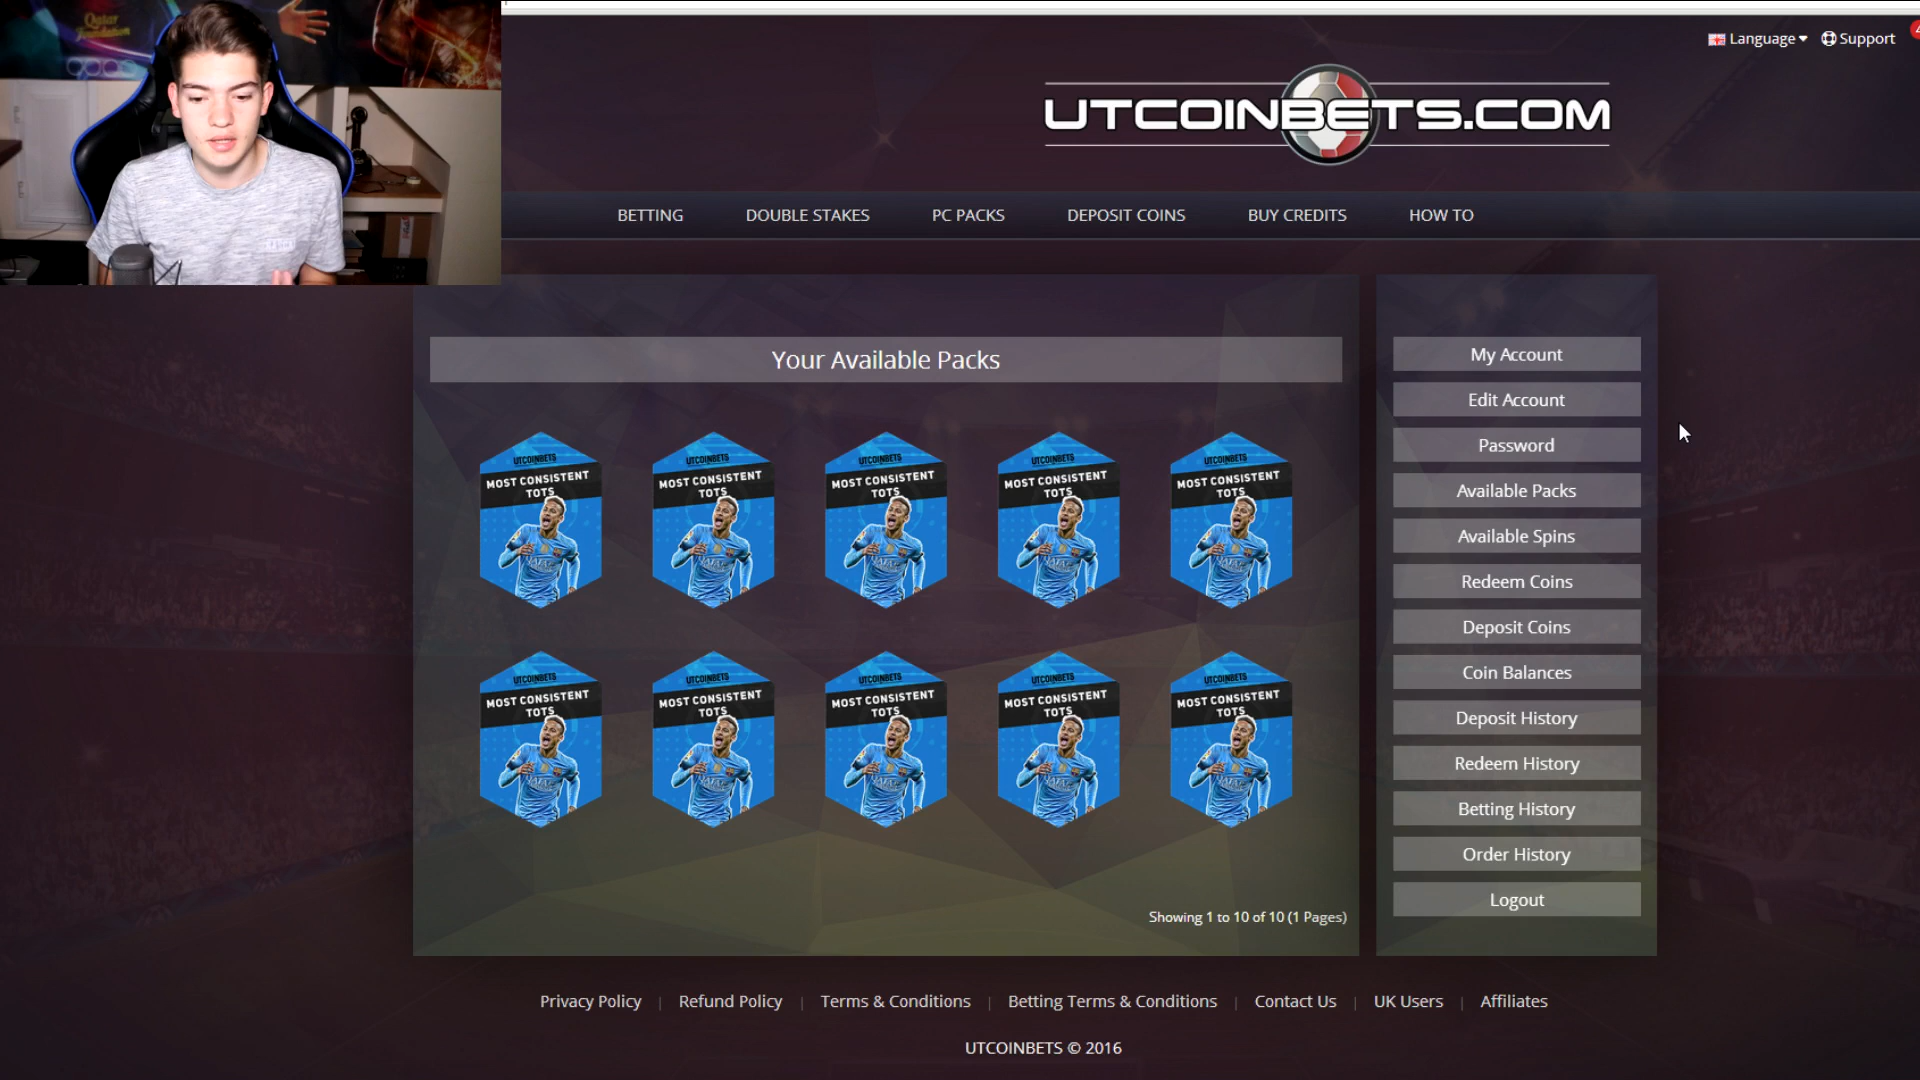 Qatar
Foundation
Language
Support
UTCOINBETS.COM
BETTING
DOUBLE STAKES
PC PACKS
DEPOSIT COINS
BUY CREDITS
HOW TO
Your Available Packs
UTCOINBETS
MOST CONSISTENT
TOTS
UTCOINBETS
MOST CONSISTENT
TOTS
UTCOINBETS
MOST CONSISTENT
TOTS
UTCOINBETS
MOST CONSISTENT
TOTS
UTCOINBETS
MOST CONSISTENT
TOTS
UTCOINBETS
MOST CONSISTENT
TOTS
UTCOINBETS
MOST CONSISTENT
TOTS
UTCOINBETS
MOST CONSISTENT
TOTS
UTCOINBETS
MOST CONSISTENT
TOTS
UTCOINBETS
MOST CONSISTENT
TOTS
Showing 1 to 10 of 10 (1 Pages)
My Account
Edit Account
Password
Available Packs
Available Spins
Redeem Coins
Deposit Coins
Coin Balances
Deposit History
Redeem History
Betting History
Order History
Logout
Privacy Policy | Refund Policy | Terms & Conditions | Betting Terms & Conditions | Contact Us | UK Users | Affiliates
UTCOINBETS © 2016